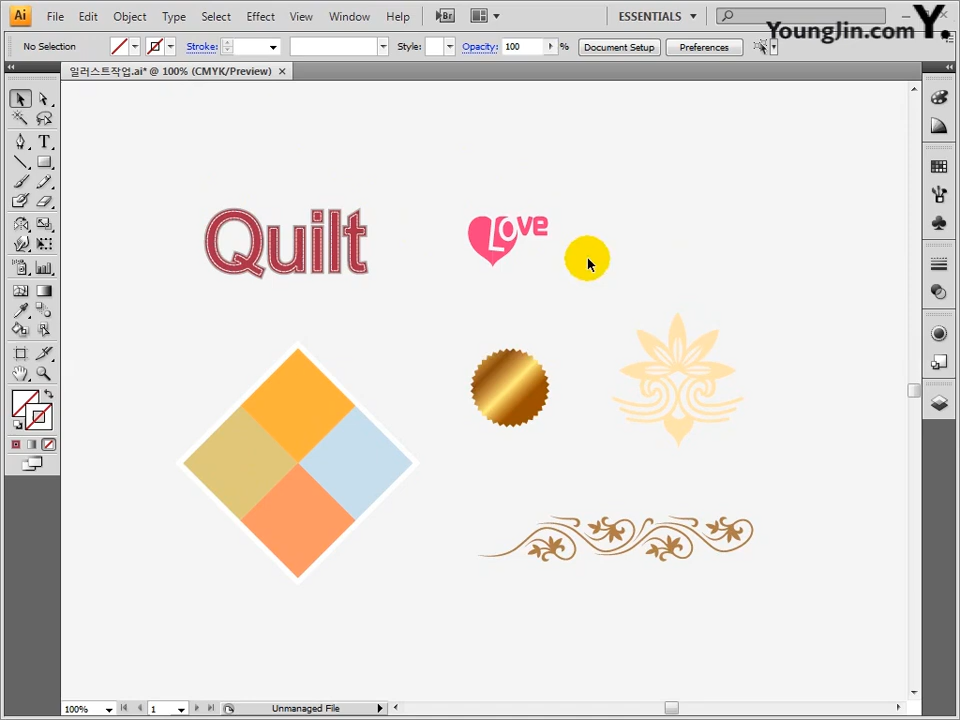 Ai File Edit Object Type Select Effect View Window Help Br ESSENTIALS
YoungJin.com Y.
No Selection Stroke: Style: Opacity: 100 % Document Setup Preferences
일러스트작업.ai* @ 100% (CMYK/Preview)
Quilt
Love
100% 1 Unmanaged File